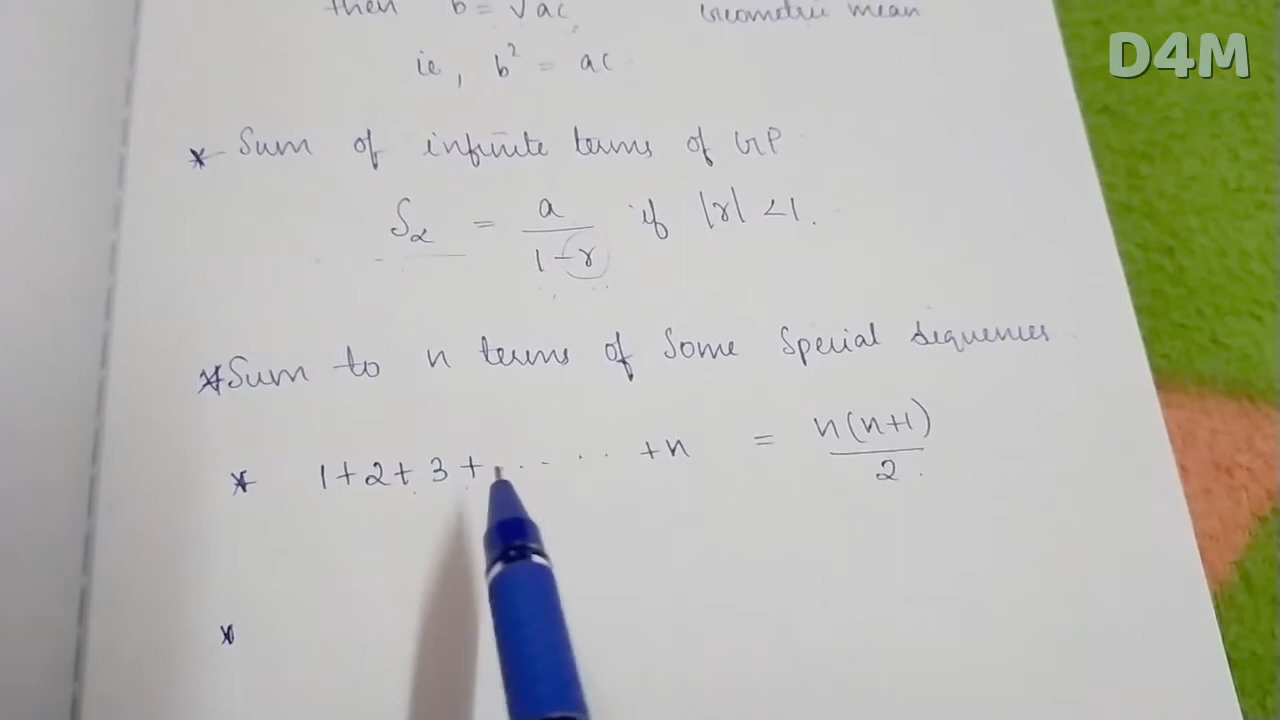 then b = √ac, Geometric mean
D4M
ie, b² = ac
* Sum of infinite terms of GP
S∝ = a/(1-r) if |r| <1.
* Sum to n terms of Some Special Sequences
* 1+2+3+..... +n = n(n+1)/2.
*